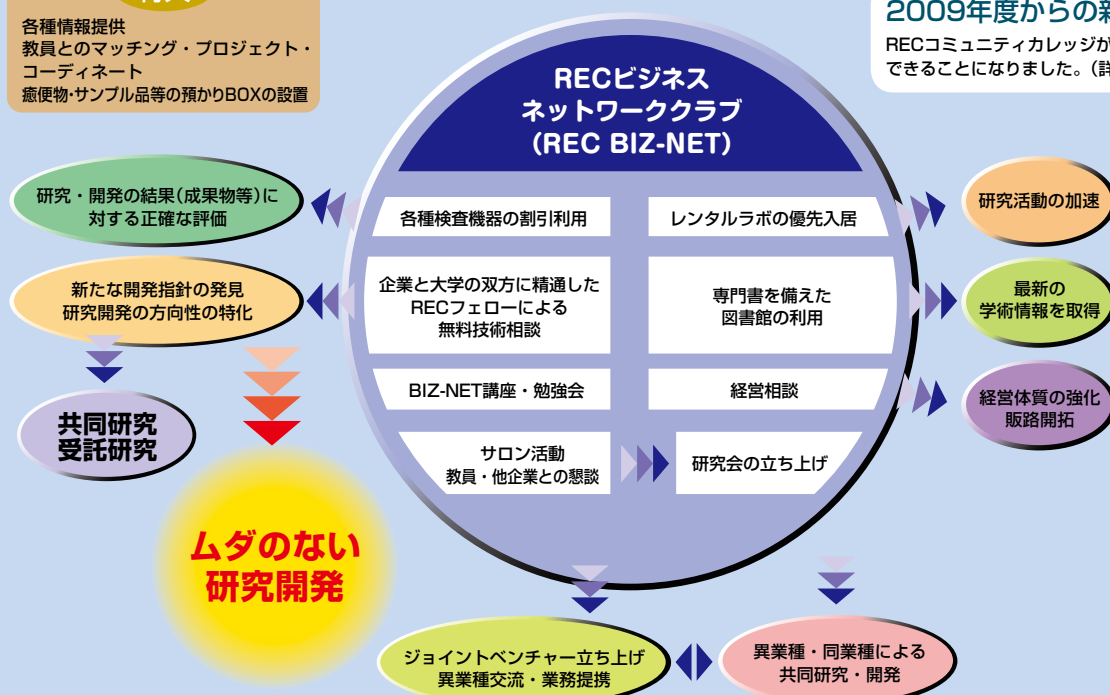 各種情報提供
教員とのマッチング・プロジェクト・
コーディネート
癒便物・サンプル品等の預かりBOXの設置
2009年度からの
RECコミュニティカレッジが
できることになりました。(詳
RECビジネス
ネットワーククラブ
(REC BIZ-NET)
研究・開発の結果(成果物等)に
対する正確な評価
各種検査機器の割引利用
レンタルラボの優先入居
研究活動の加速
新たな開発指針の発見
研究開発の方向性の特化
企業と大学の双方に精通した
RECフェローによる
無料技術相談
専門書を備えた
図書館の利用
最新の
学術情報を取得
BIZ-NET講座・勉強会
経営相談
経営体質の強化
販路開拓
共同研究
受託研究
サロン活動
教員・他企業との懇談
研究会の立ち上げ
ムダのない
研究開発
ジョイントベンチャー立ち上げ
異業種交流・業務提携
異業種・同業種による
共同研究・開発